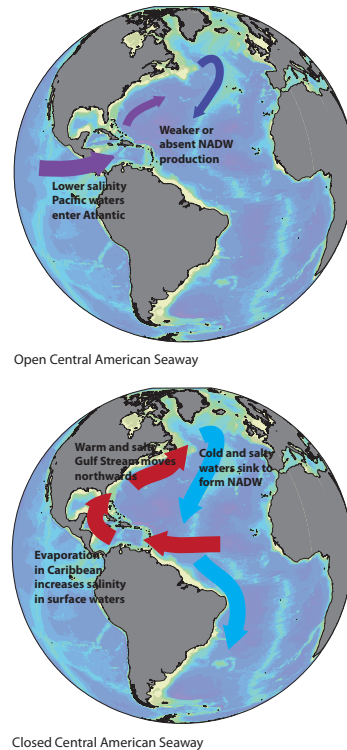 Weaker or
absent NADW
production
Lower salinity
Pacific waters
enter Atlantic
Open Central American Seaway
Warm and salty
Gulf Stream moves
northwards
Cold and salty
waters sink to
form NADW
Evaporation
in Caribbean
increases salinity
in surface waters
Closed Central American Seaway